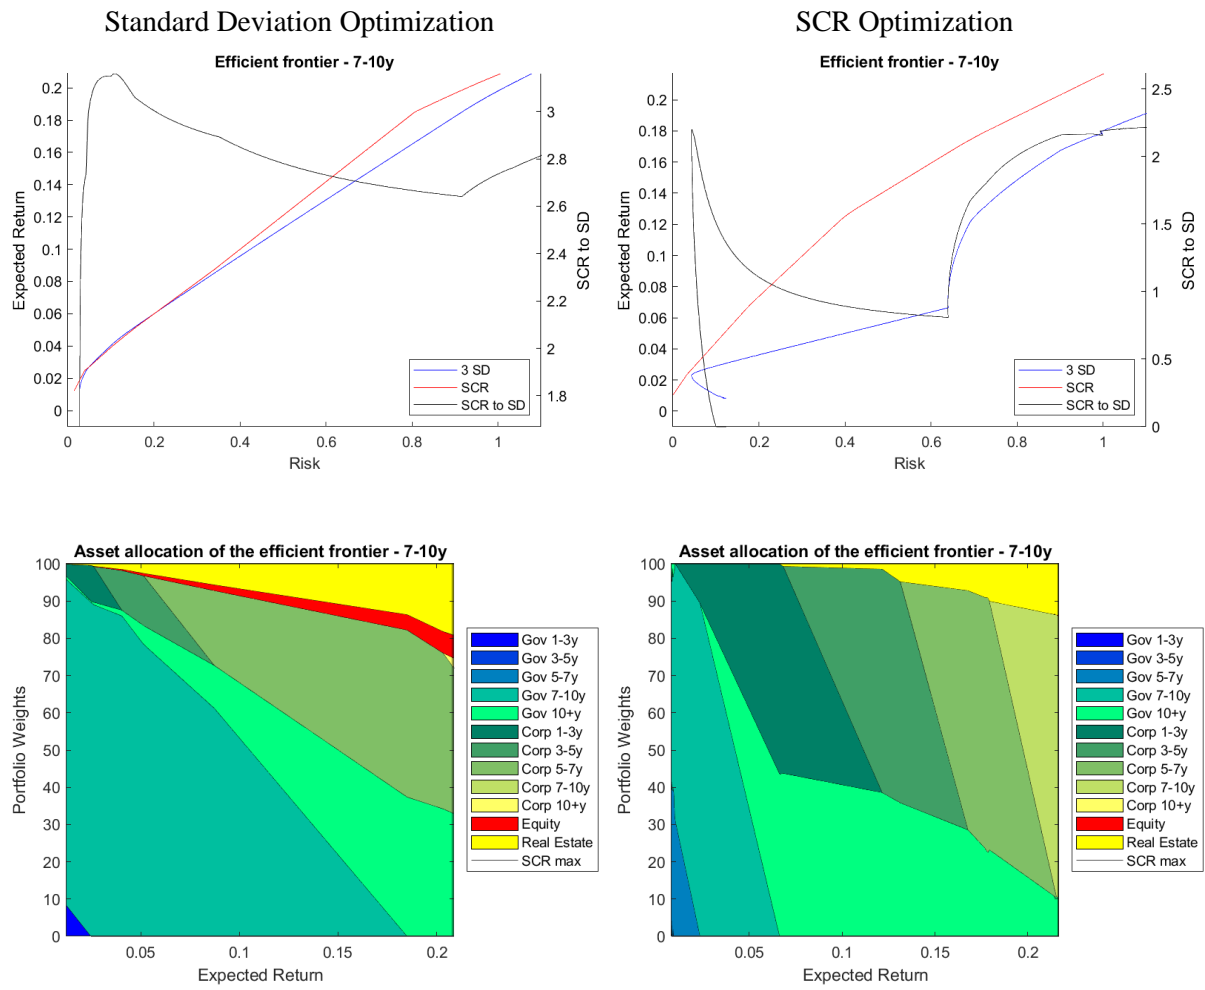 Standard Deviation Optimization
SCR Optimization
Efficient frontier - 7-10y
0.2
0.18
0.16
0.14
0.12
0.1
0.08
0.06
0.04
0.02
0
Expected Return
3
2.8
2.6
2.4
2.2
2
1.8
SCR to SD
3 SD
SCR
SCR to SD
0 0.2 0.4 0.6 0.8 1
Risk
Efficient frontier - 7-10y
0.2
0.18
0.16
0.14
0.12
0.1
0.08
0.06
0.04
0.02
0
Expected Return
2.5
2
1.5
1
0.5
0
SCR to SD
3 SD
SCR
SCR to SD
0 0.2 0.4 0.6 0.8 1
Risk
Asset allocation of the efficient frontier - 7-10y
100
90
80
70
60
50
40
30
20
10
0
Portfolio Weights
0.05 0.1 0.15 0.2
Expected Return
Gov 1-3y
Gov 3-5y
Gov 5-7y
Gov 7-10y
Gov 10+y
Corp 1-3y
Corp 3-5y
Corp 5-7y
Corp 7-10y
Corp 10+y
Equity
Real Estate
SCR max
Asset allocation of the efficient frontier - 7-10y
100
90
80
70
60
50
40
30
20
10
0
Portfolio Weights
0.05 0.1 0.15 0.2
Expected Return
Gov 1-3y
Gov 3-5y
Gov 5-7y
Gov 7-10y
Gov 10+y
Corp 1-3y
Corp 3-5y
Corp 5-7y
Corp 7-10y
Corp 10+y
Equity
Real Estate
SCR max